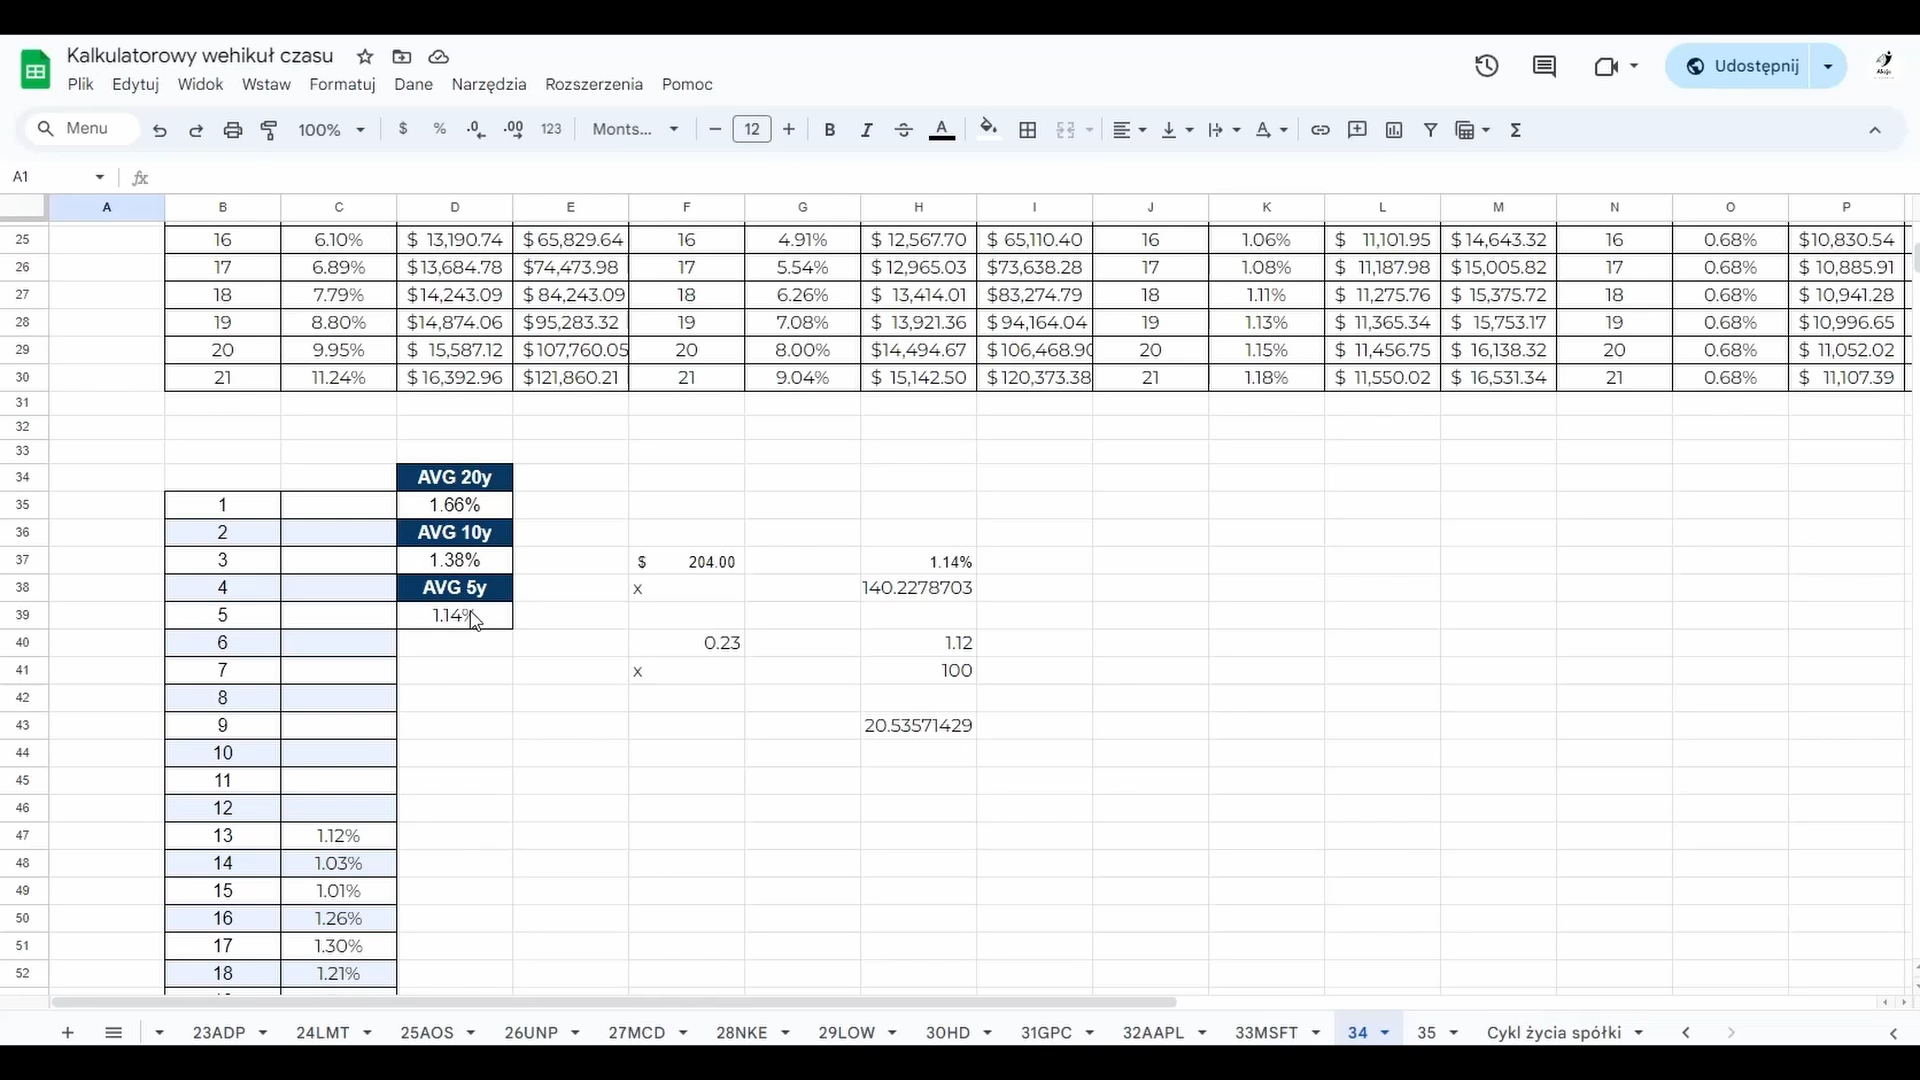 Kalkulatorowy wehikuł czasu
Udostępnij
Plik Edytuj Widok Wstaw Formatuj Dane Narzędzia Rozszerzenia Pomoc
Menu 100% $ % .0 .00 123 Monts... 12 B I S A A Σ
A1 fx
A B C D E F G H I J K L M N O P
25 16 6.10% $ 13,190.74 $ 65,829.64 16 4.91% $ 12,567.70 $ 65,110.40 16 1.06% $ 11,101.95 $ 14,643.32 16 0.68% $10,830.54
26 17 6.89% $13,684.78 $74,473.98 17 5.54% $ 12,965.03 $73,638.28 17 1.08% $ 11,187.98 $ 15,005.82 17 0.68% $ 10,885.91
27 18 7.79% $14,243.09 $ 84,243.09 18 6.26% $ 13,414.01 $83,274.79 18 1.11% $ 11,275.76 $ 15,375.72 18 0.68% $ 10,941.28
28 19 8.80% $14,874.06 $95,283.32 19 7.08% $ 13,921.36 $ 94,164.04 19 1.13% $ 11,365.34 $ 15,753.17 19 0.68% $10,996.65
29 20 9.95% $ 15,587.12 $107,760.05 20 8.00% $14,494.67 $106,468.90 20 1.15% $ 11,456.75 $ 16,138.32 20 0.68% $ 11,052.02
30 21 11.24% $ 16,392.96 $121,860.21 21 9.04% $ 15,142.50 $120,373.38 21 1.18% $ 11,550.02 $ 16,531.34 21 0.68% $ 11,107.39
31
32
33
34 AVG 20y
35 1 1.66%
36 2 AVG 10y
37 3 1.38% $ 204.00 1.14%
38 4 AVG 5y x 140.2278703
39 5 1.14%
40 6 0.23 1.12
41 7 x 100
42 8
43 9 20.53571429
44 10
45 11
46 12
47 13 1.12%
48 14 1.03%
49 15 1.01%
50 16 1.26%
51 17 1.30%
52 18 1.21%
23ADP 24LMT 25AOS 26UNP 27MCD 28NKE 29LOW 30HD 31GPC 32AAPL 33MSFT 34 35 Cykl życia spółki